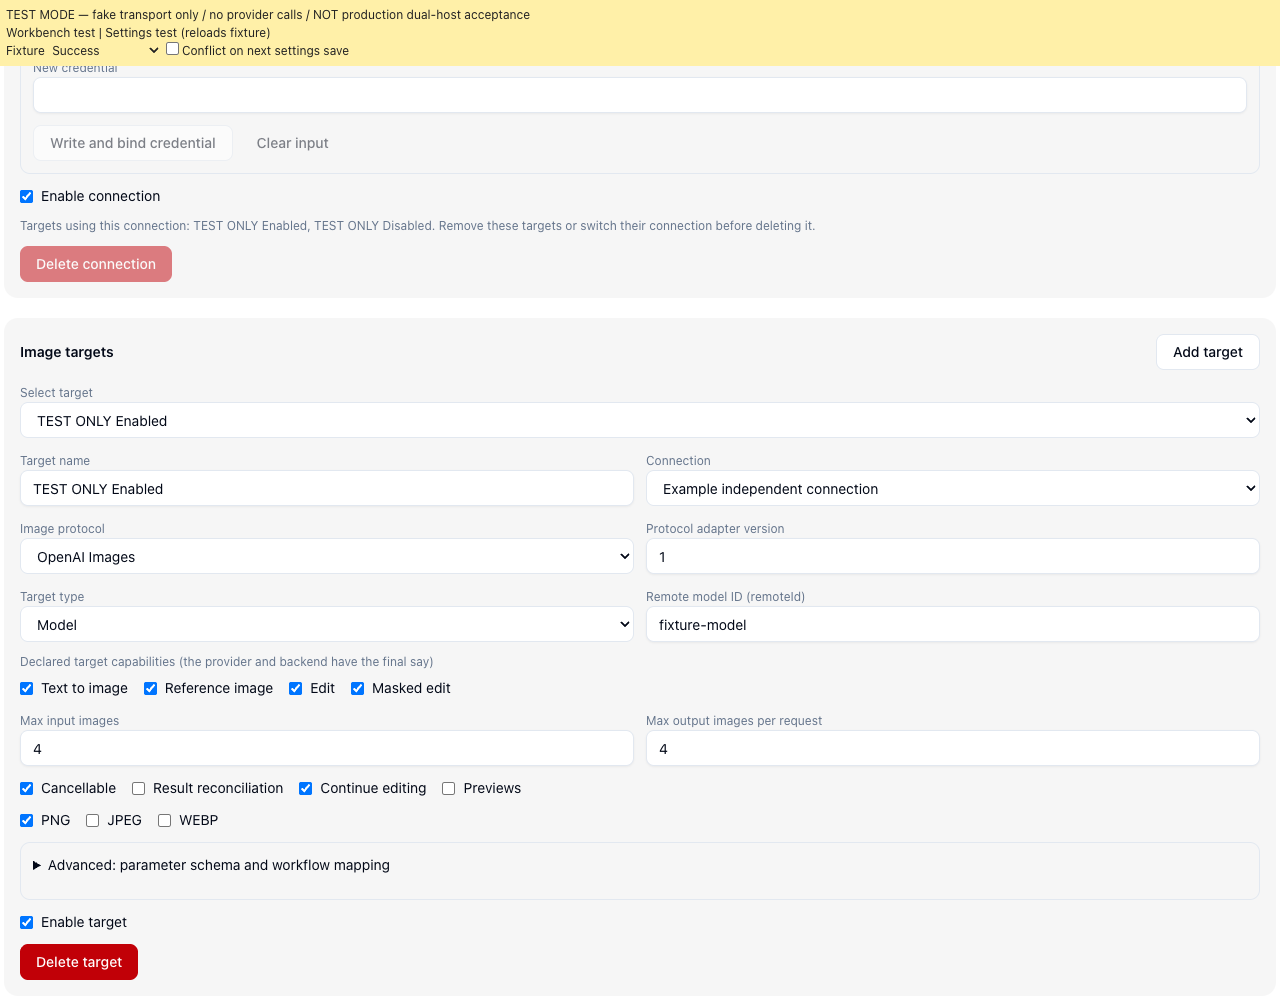 TEST MODE — fake transport only / no provider calls / NOT production dual-host acceptance
Workbench test | Settings test (reloads fixture)
Fixture Success Conflict on next settings save
New credential
Write and bind credential Clear input
Enable connection
Targets using this connection: TEST ONLY Enabled, TEST ONLY Disabled. Remove these targets or switch their connection before deleting it.
Delete connection
Image targets Add target
Select target
TEST ONLY Enabled
Target name Connection
TEST ONLY Enabled Example independent connection
Image protocol Protocol adapter version
OpenAI Images 1
Target type Remote model ID (remoteId)
Model fixture-model
Declared target capabilities (the provider and backend have the final say)
Text to image Reference image Edit Masked edit
Max input images Max output images per request
4 4
Cancellable Result reconciliation Continue editing Previews
PNG JPEG WEBP
Advanced: parameter schema and workflow mapping
Enable target
Delete target